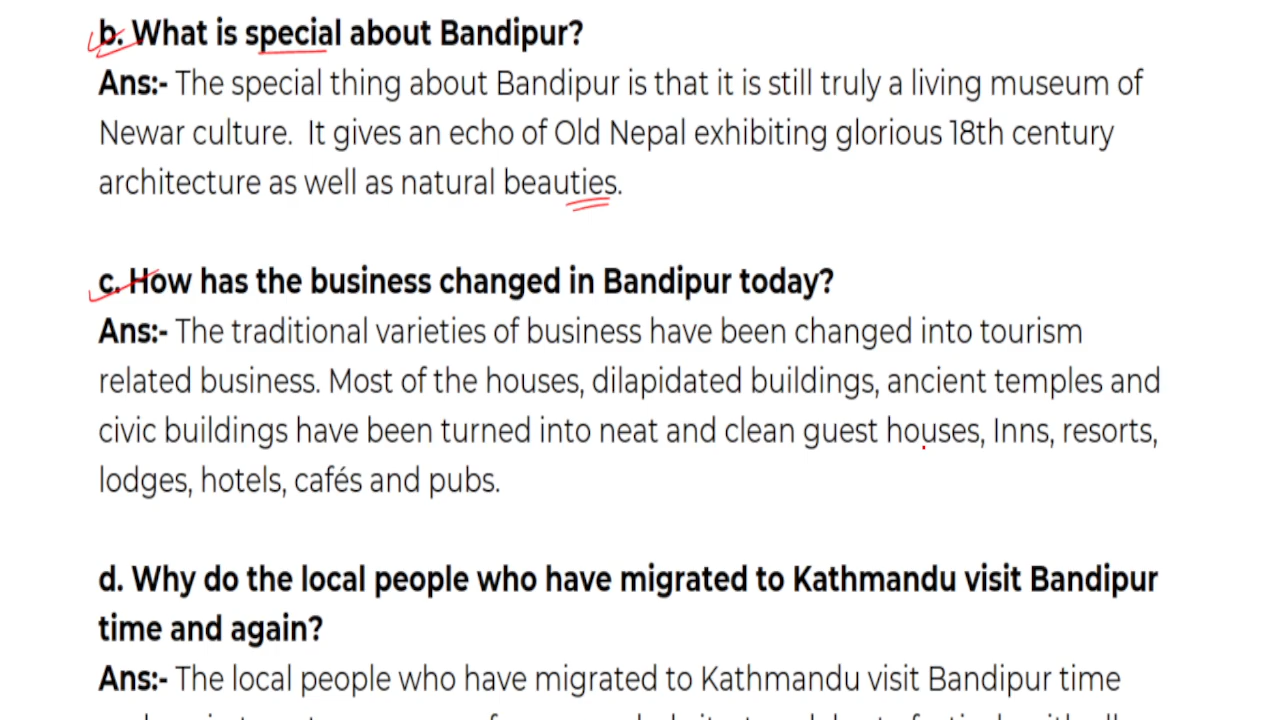 b. What is special about Bandipur?
Ans:- The special thing about Bandipur is that it is still truly a living museum of
Newar culture.  It gives an echo of Old Nepal exhibiting glorious 18th century
architecture as well as natural beauties.
c. How has the business changed in Bandipur today?
Ans:- The traditional varieties of business have been changed into tourism
related business. Most of the houses, dilapidated buildings, ancient temples and
civic buildings have been turned into neat and clean guest houses, Inns, resorts,
lodges, hotels, cafés and pubs.
d. Why do the local people who have migrated to Kathmandu visit Bandipur
time and again?
Ans:- The local people who have migrated to Kathmandu visit Bandipur time